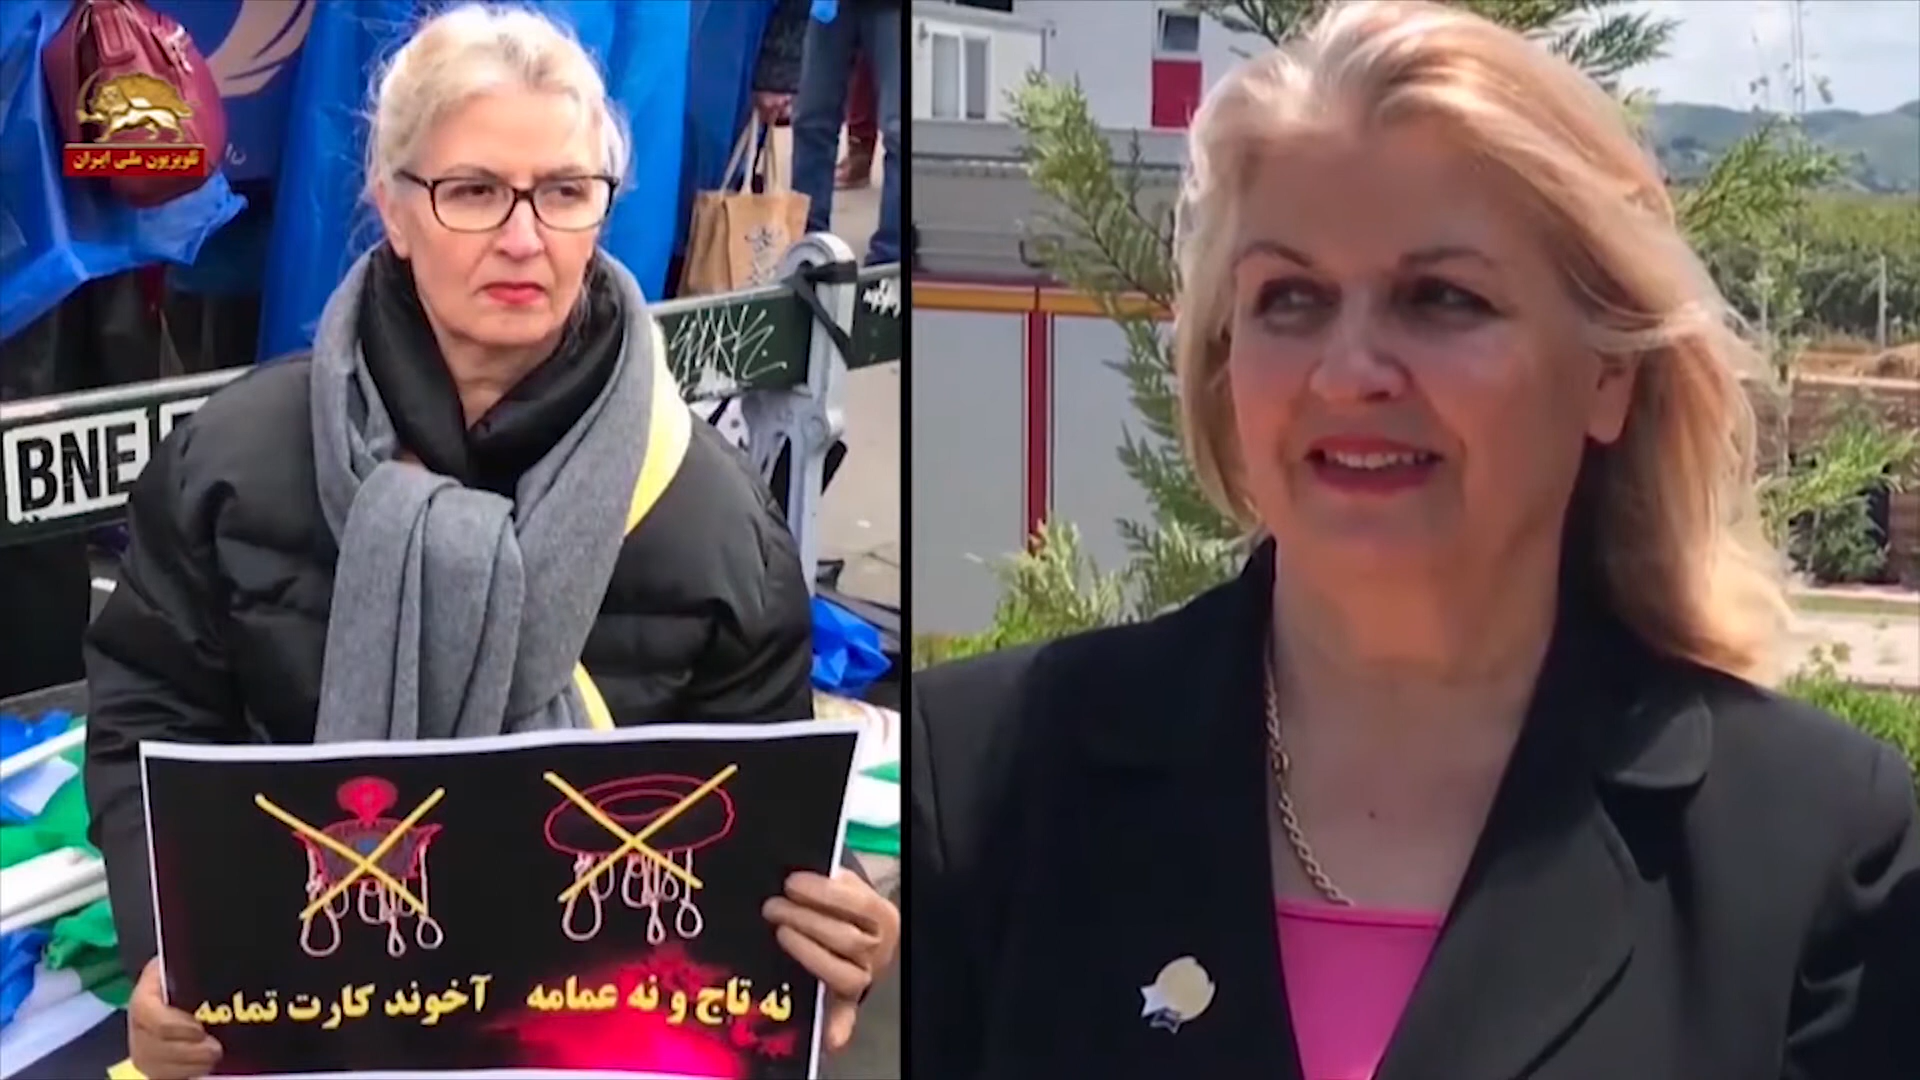 تلویزیون ملی ایران
BNE
نه تاج و نه عمامه آخوند کارت تمامه